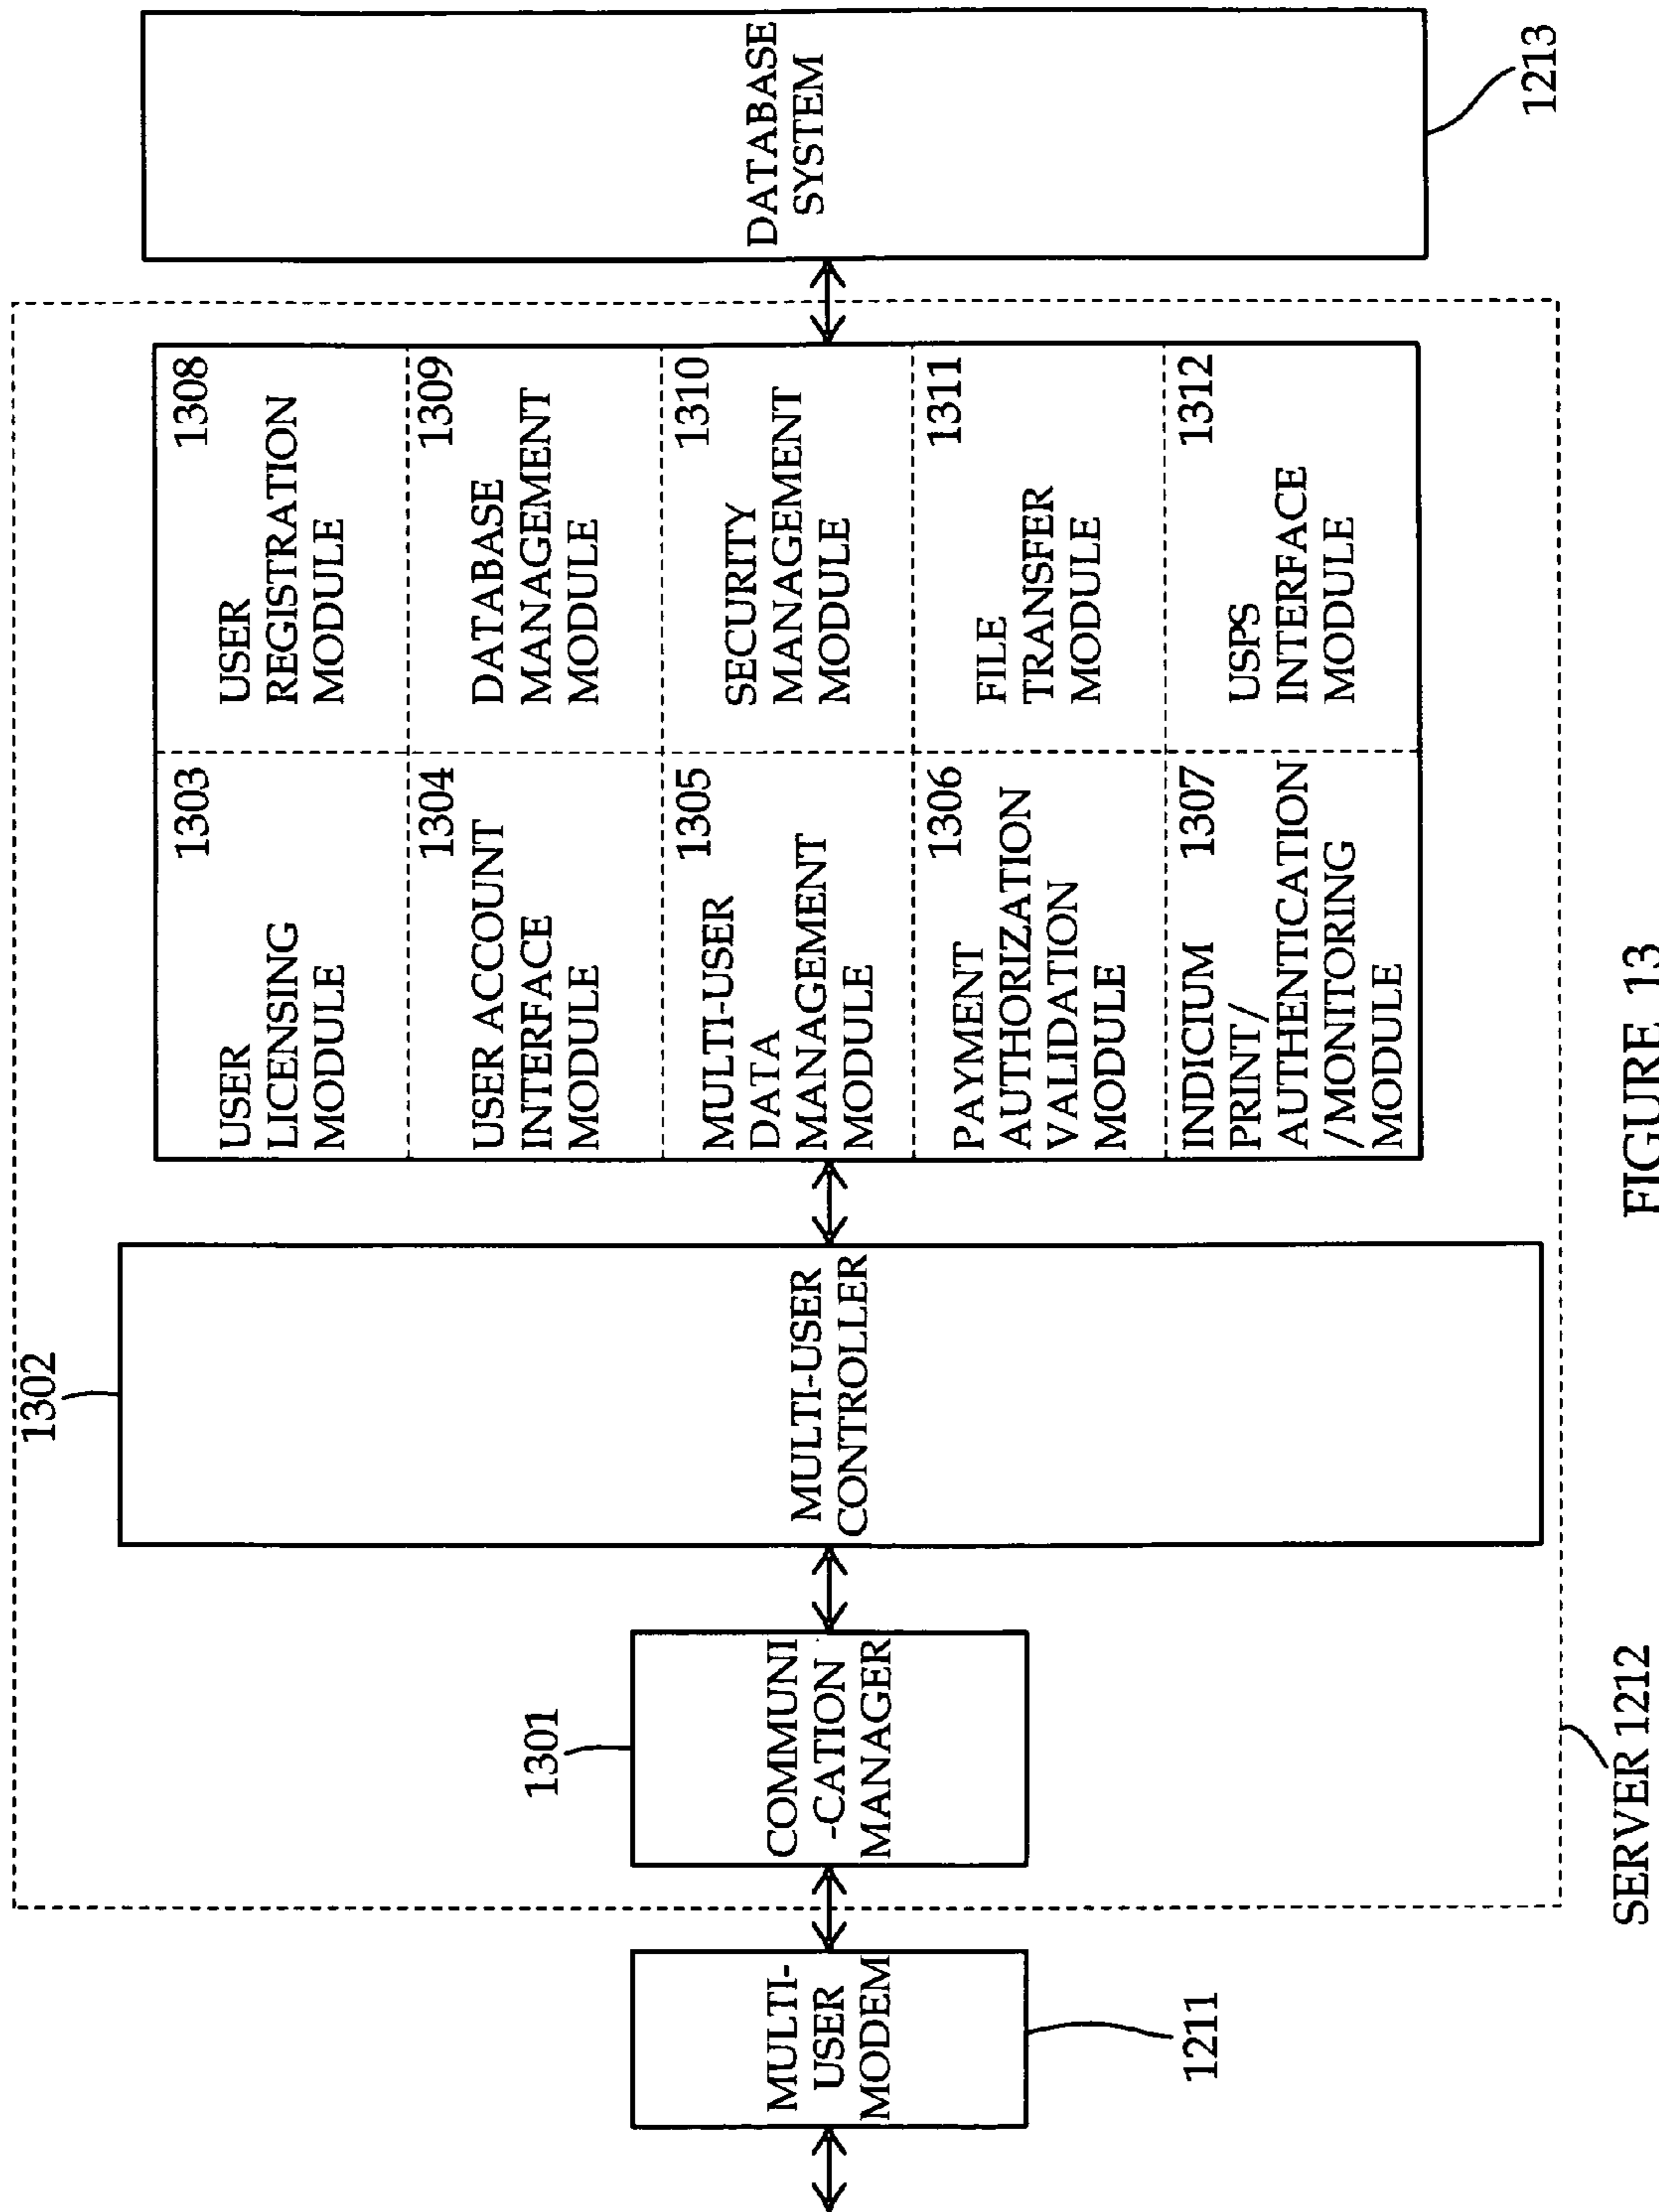 1211
MULTI-
USER
MODEM
1301
COMMUNI
-CATION
MANAGER
1302
MULTI-USER
CONTROLLER
1303
USER
LICENSING
MODULE
1308
USER
REGISTRATION
MODULE
1304
USER ACCOUNT
INTERFACE
MODULE
1309
DATABASE
MANAGEMENT
MODULE
1305
MULTI-USER
DATA
MANAGEMENT
MODULE
1310
SECURITY
MANAGEMENT
MODULE
1306
PAYMENT
AUTHORIZATION
VALIDATION
MODULE
1311
FILE
TRANSFER
MODULE
INDICIUM 1307
PRINT/
AUTHENTICATION
/MONITORING
MODULE
1312
USPS
INTERFACE
MODULE
DATABASE
SYSTEM
1213
SERVER 1212
FIGURE 13